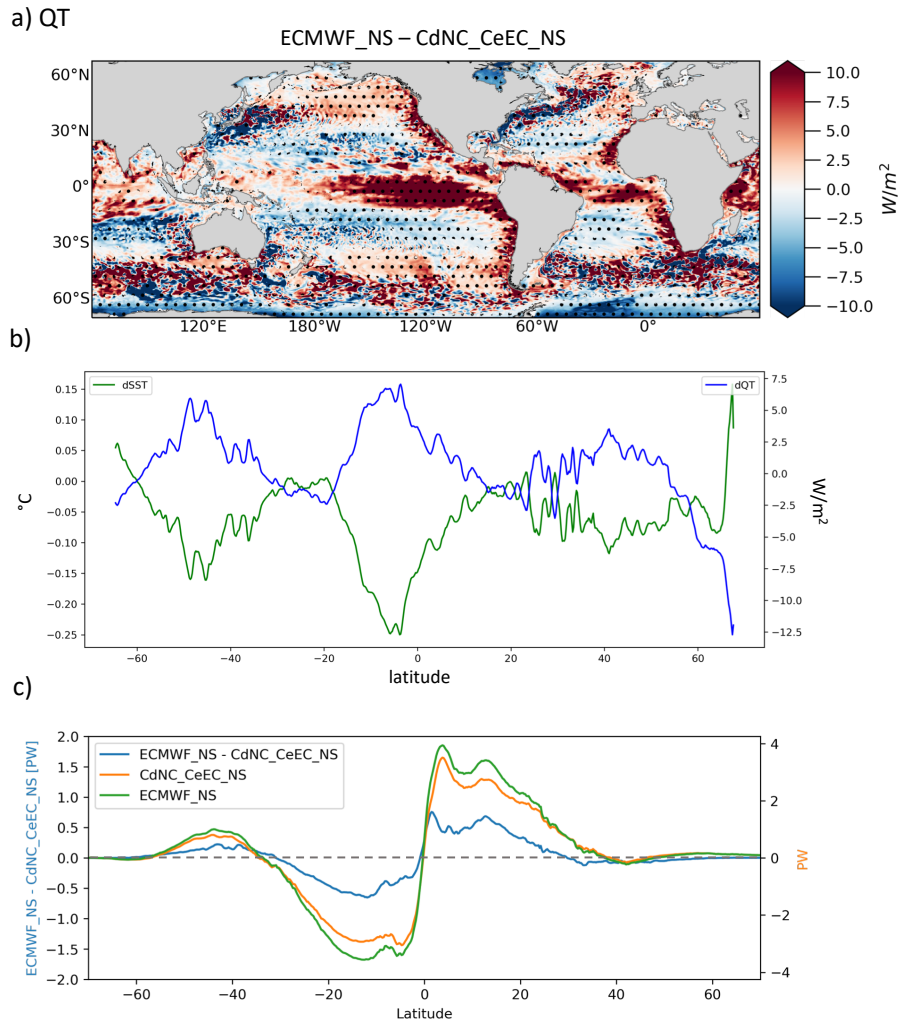 a) QT
ECMWF_NS – CdNC_CeEC_NS
60°N
30°N
0°
30°S
60°S
120°E 180°W 120°W 60°W 0°
10.0
7.5
5.0
2.5
0.0
−2.5
−5.0
−7.5
−10.0
W/m²
b)
dSST
dQT
0.15
0.10
0.05
0.00
−0.05
−0.10
−0.15
−0.20
−0.25
°C
7.5
5.0
2.5
0.0
−2.5
−5.0
−7.5
−10.0
−12.5
W/m²
−60 −40 −20 0 20 40 60
latitude
c)
ECMWF_NS - CdNC_CeEC_NS [PW]
2.0
1.5
1.0
0.5
0.0
−0.5
−1.0
−1.5
−2.0
ECMWF_NS - CdNC_CeEC_NS
CdNC_CeEC_NS
ECMWF_NS
4
2
0
−2
−4
PW
−60 −40 −20 0 20 40 60
Latitude